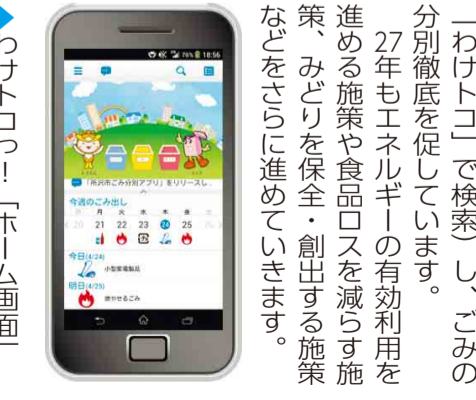 「わけトコ」で検索）し、ごみの
分別徹底を促しています。
27年もエネルギーの有効利用を
進める施策や食品ロスを減らす施
策、みどりを保全・創出する施策
などをさらに進めていきます。
76% 18:56
「所沢市ごみ分別アプリ」をリリースし..
今週のごみ出し
月 火 水 木 金
20 21 22 23 24 25
今日(4/24)
小型家電製品
明日(4/25)
燃やせるごみ
わけトコっ!「ホーム画面」